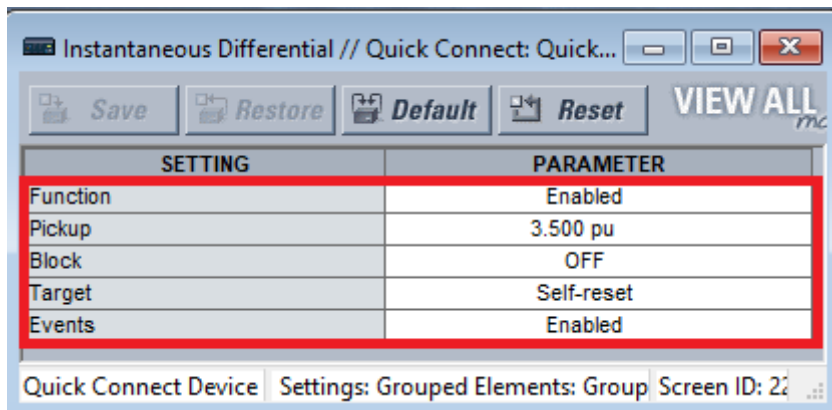 Instantaneous Differential // Quick Connect: Quick...
Save Restore Default Reset VIEW ALL
SETTING PARAMETER
Function Enabled
Pickup 3.500 pu
Block OFF
Target Self-reset
Events Enabled
Quick Connect Device Settings: Grouped Elements: Group Screen ID: 22